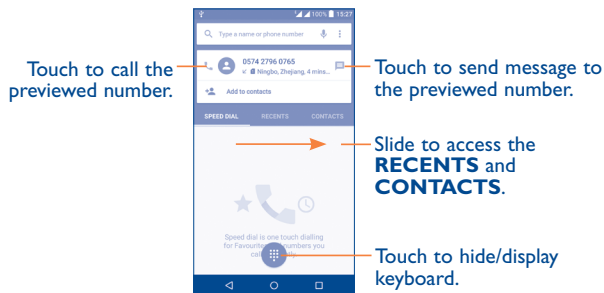 100% 15:27
Type a name or phone number
0574 2796 0765
Ningbo, Zhejiang, 4 mins...
Add to contacts
SPEED DIAL RECENTS CONTACTS
Speed dial is one touch dialling
for Favourites numbers you
call
Touch to call the
previewed number.
Touch to send message to
the previewed number.
Slide to access the
RECENTS and
CONTACTS.
Touch to hide/display
keyboard.